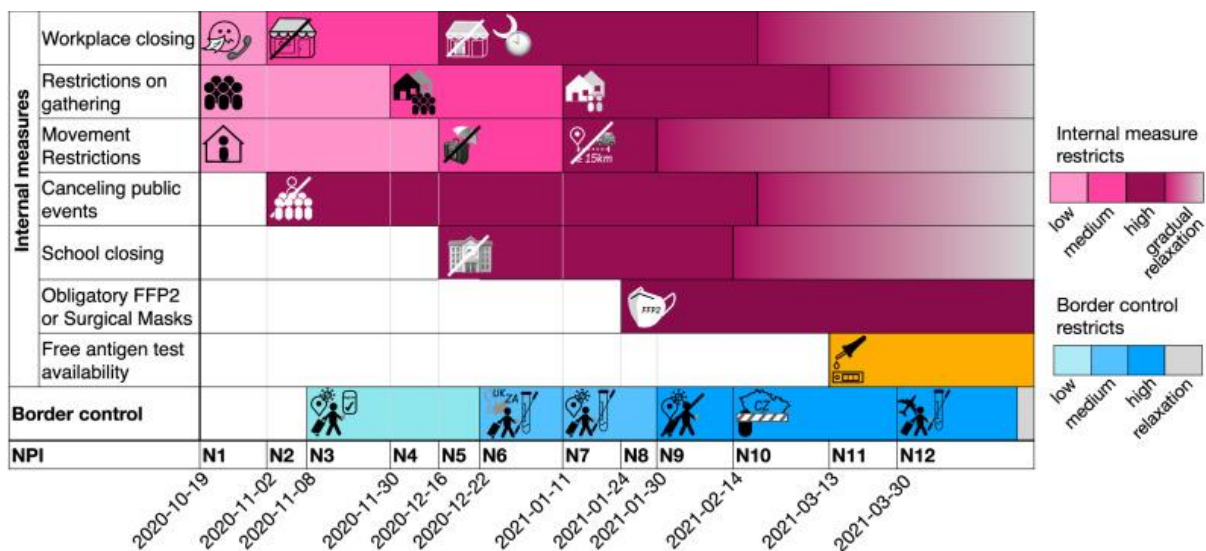 Internal measures
Workplace closing
Restrictions on
gathering
Movement
Restrictions
≥ 15km
Canceling public
events
School closing
Obligatory FFP2
or Surgical Masks
FFP2
Free antigen test
availability
Border control
UK
ZA
CZ
NPI
N1
N2
N3
N4
N5
N6
N7
N8
N9
N10
N11
N12
2020-10-19
2020-11-02
2020-11-08
2020-11-30
2020-12-16
2020-12-22
2021-01-11
2021-01-24
2021-01-30
2021-02-14
2021-03-13
2021-03-30
Internal measure
restricts
low
medium
high
gradual
relaxation
Border control
restricts
low
medium
high
relaxation